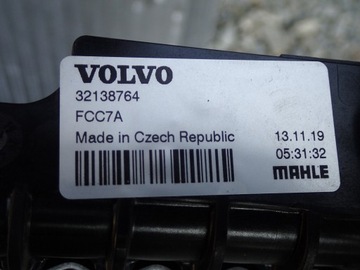 VOLVO
32138764
FCC7A
Made in Czech Republic 13.11.19
05:31:32
MAHLE